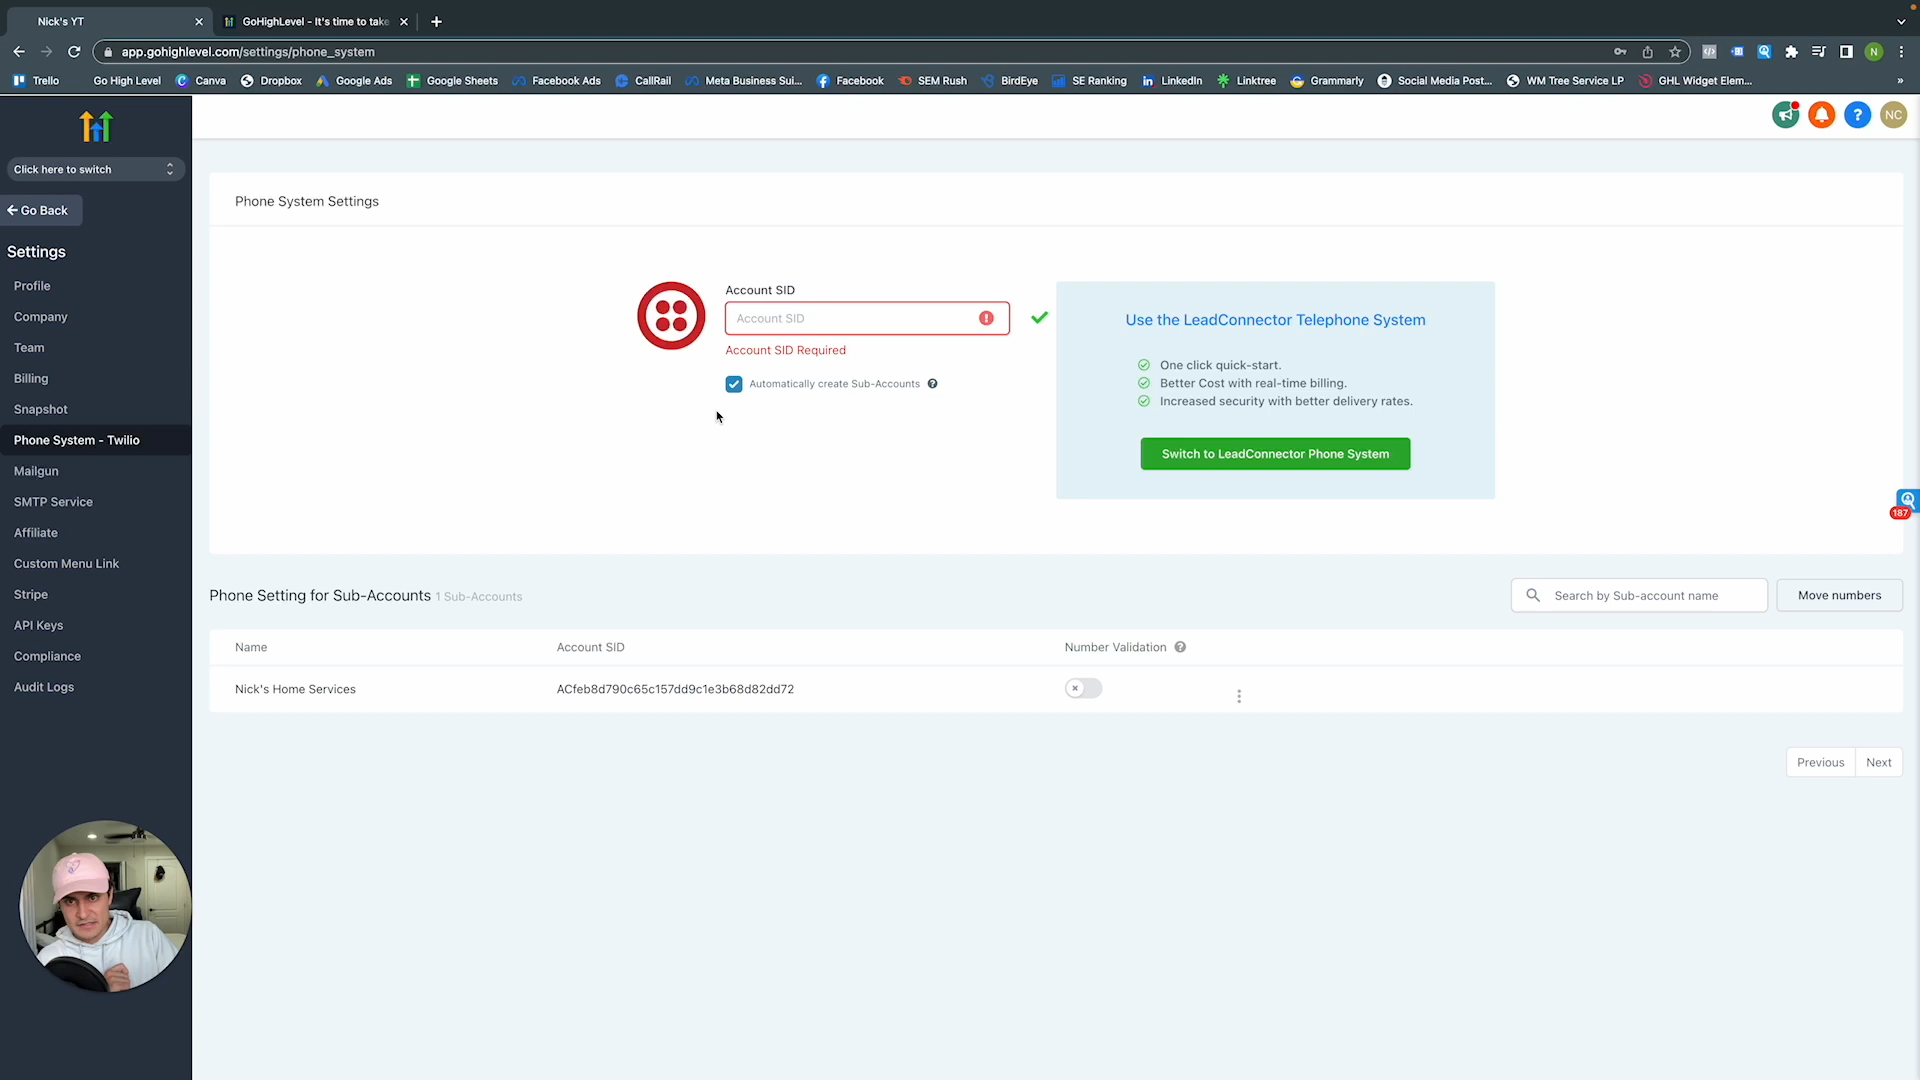 Nick's YT
GoHighLevel - It's time to take
app.gohighlevel.com/settings/phone_system
N
Trello
Go High Level
Canva
Dropbox
Google Ads
Google Sheets
Facebook Ads
CallRail
Meta Business Sui...
Facebook
SEM Rush
BirdEye
SE Ranking
LinkedIn
Linktree
Grammarly
Social Media Post...
WM Tree Service LP
GHL Widget Elem...
»
NC
Click here to switch
Go Back
Settings
Profile
Company
Team
Billing
Snapshot
Phone System - Twilio
Mailgun
SMTP Service
Affiliate
Custom Menu Link
Stripe
API Keys
Compliance
Audit Logs
Phone System Settings
Account SID
Account SID
Account SID Required
Automatically create Sub-Accounts
Use the LeadConnector Telephone System
One click quick-start.
Better Cost with real-time billing.
Increased security with better delivery rates.
Switch to LeadConnector Phone System
187
Phone Setting for Sub-Accounts 1 Sub-Accounts
Search by Sub-account name
Move numbers
Name Account SID Number Validation
Nick's Home Services ACfeb8d790c65c157dd9c1e3b68d82dd72
Previous Next